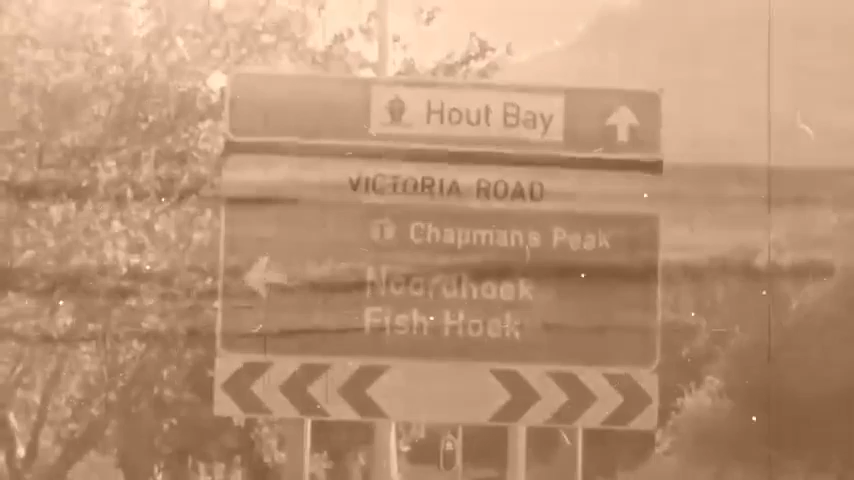 Hout Bay
VICTORIA ROAD
Chapmans Peak
Noordhoek
Fish Hoek